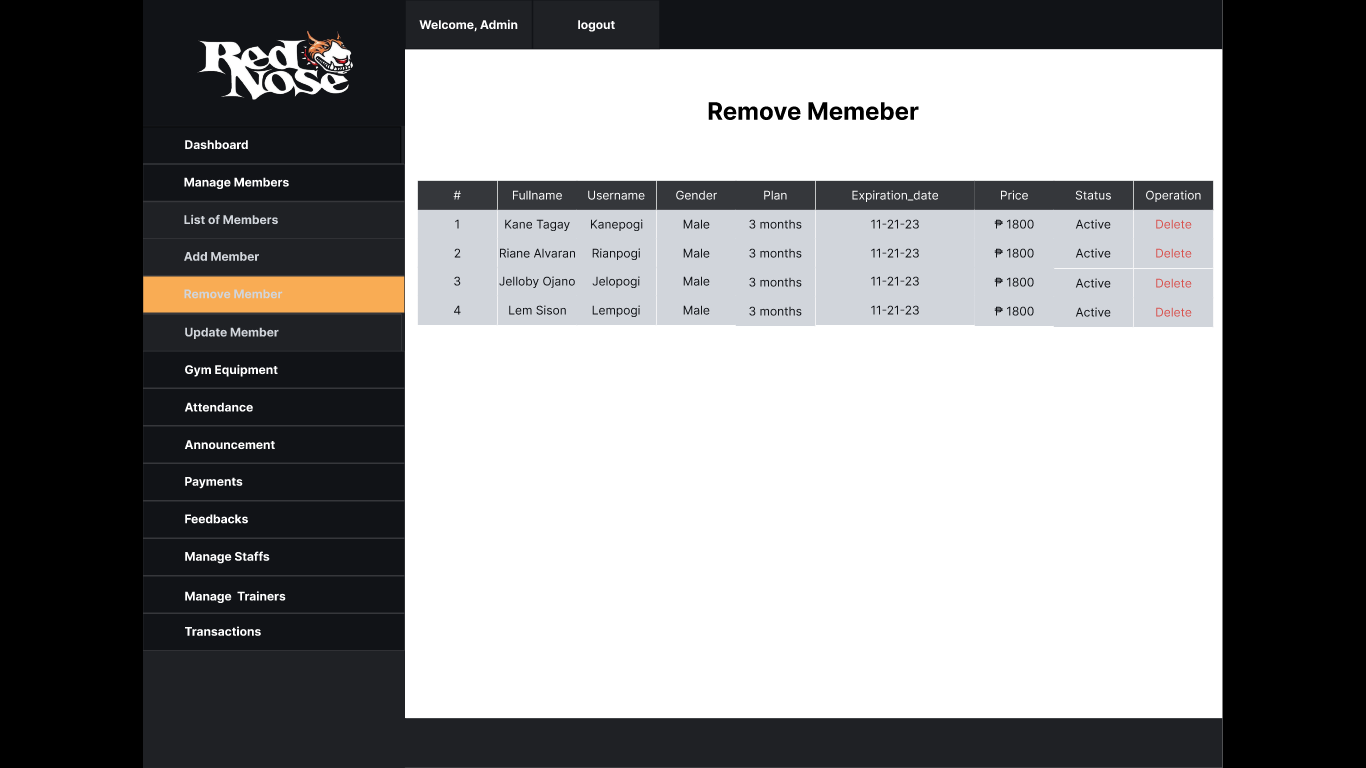 Red
Nose
Welcome, Admin
logout
Dashboard
Manage Members
List of Members
Add Member
Remove Member
Update Member
Gym Equipment
Attendance
Announcement
Payments
Feedbacks
Manage Staffs
Manage  Trainers
Transactions
Remove Memeber
# Fullname Username Gender Plan Expiration_date Price Status Operation
1 Kane Tagay Kanepogi Male 3 months 11-21-23 ₱ 1800 Active Delete
2 Riane Alvaran Rianpogi Male 3 months 11-21-23 ₱ 1800 Active Delete
3 Jelloby Ojano Jelopogi Male 3 months 11-21-23 ₱ 1800 Active Delete
4 Lem Sison Lempogi Male 3 months 11-21-23 ₱ 1800 Active Delete